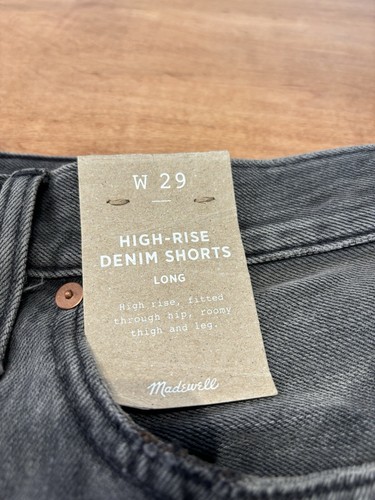 W 29
HIGH-RISE
DENIM SHORTS
LONG
High rise, fitted
through hip, roomy
thigh and leg.
Madewell